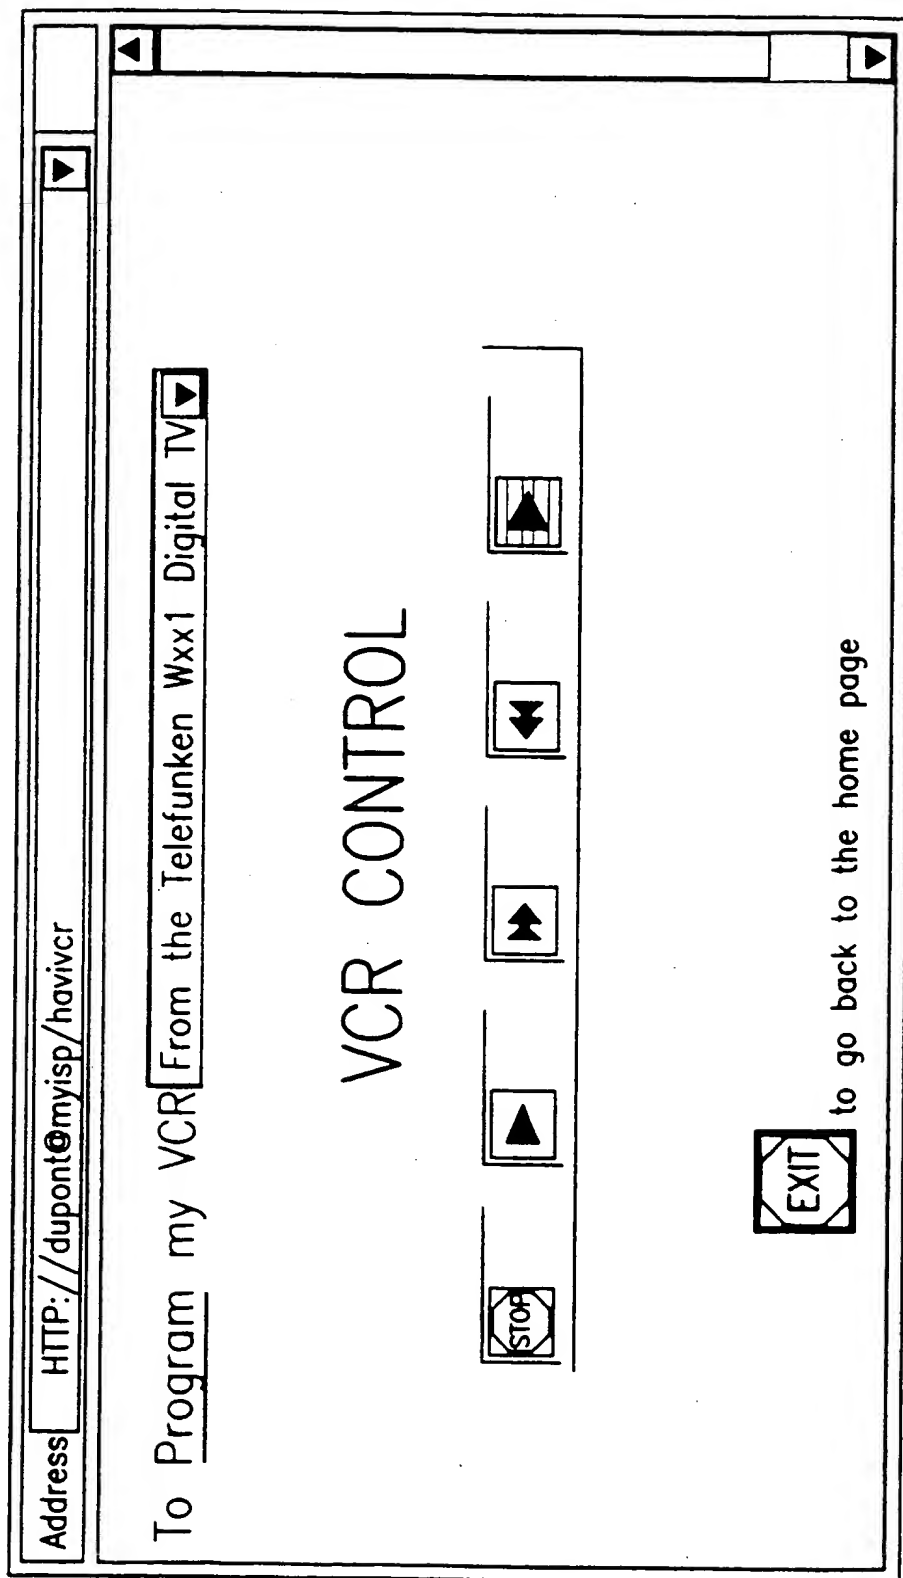 Address HTTP://dupont@myisp/havivcr
To Program my VCR From the Telefunken Wxx1 Digital TV
VCR CONTROL
STOP
EXIT to go back to the home page